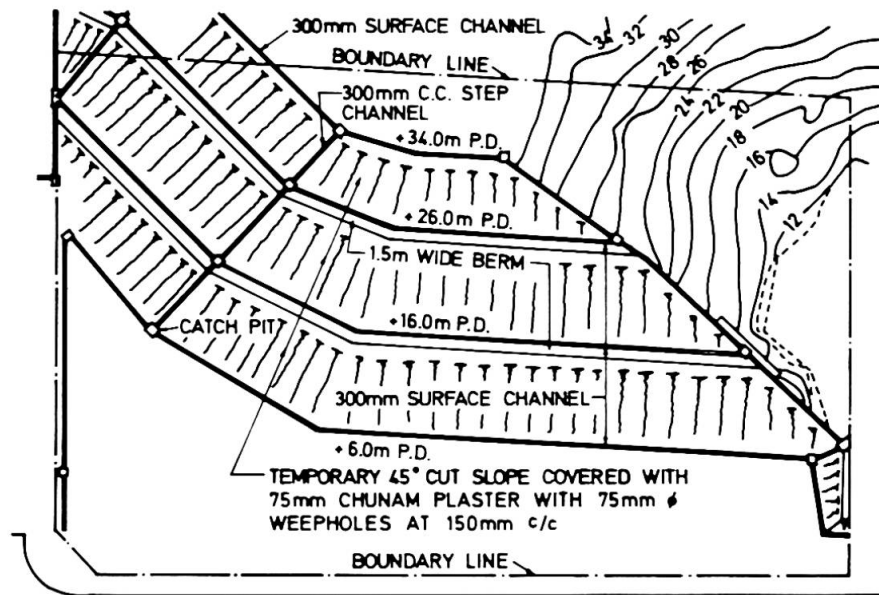 300mm SURFACE CHANNEL
BOUNDARY LINE
300mm C.C. STEP
CHANNEL
+34.0m P.D.
34
32
30
28
26
24
22
20
18
16
14
12
+26.0m P.D.
1.5m WIDE BERM
CATCH PIT
+16.0m P.D.
300mm SURFACE CHANNEL
+6.0m P.D.
TEMPORARY 45° CUT SLOPE COVERED WITH
75mm CHUNAM PLASTER WITH 75mm ϕ
WEEPHOLES AT 150mm c/c
BOUNDARY LINE